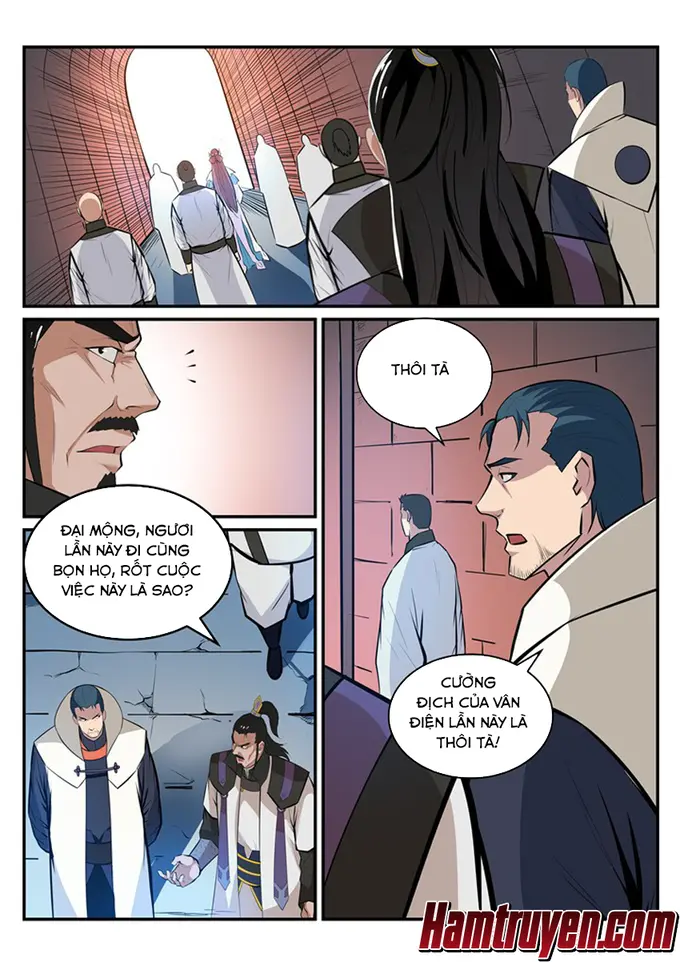 THÔI TÀ
ĐẠI MỘNG, NGƯƠI
LẦN NÀY ĐI CÙNG
BỌN HỌ, RỐT CUỘC
VIỆC NÀY LÀ SAO?
CƯỜNG
ĐỊCH CỦA VÂN
ĐIỆN LẦN NÀY LÀ
THÔI TÀ!
Hamtruyen.com